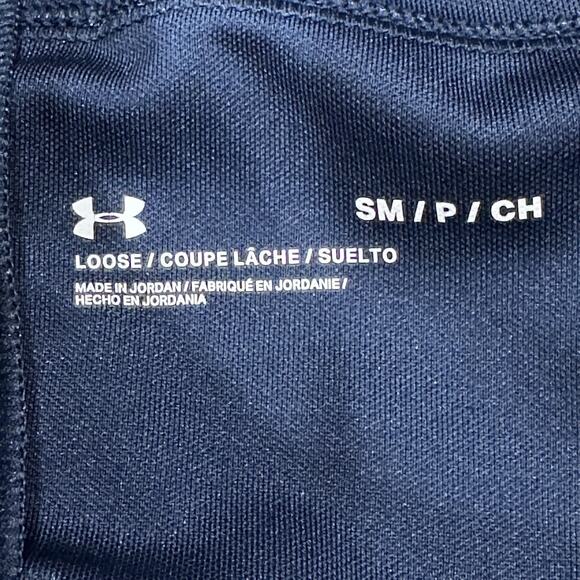 SM / P / CH
LOOSE / COUPE LÂCHE / SUELTO
MADE IN JORDAN / FABRIQUÉ EN JORDANIE /
HECHO EN JORDANIA